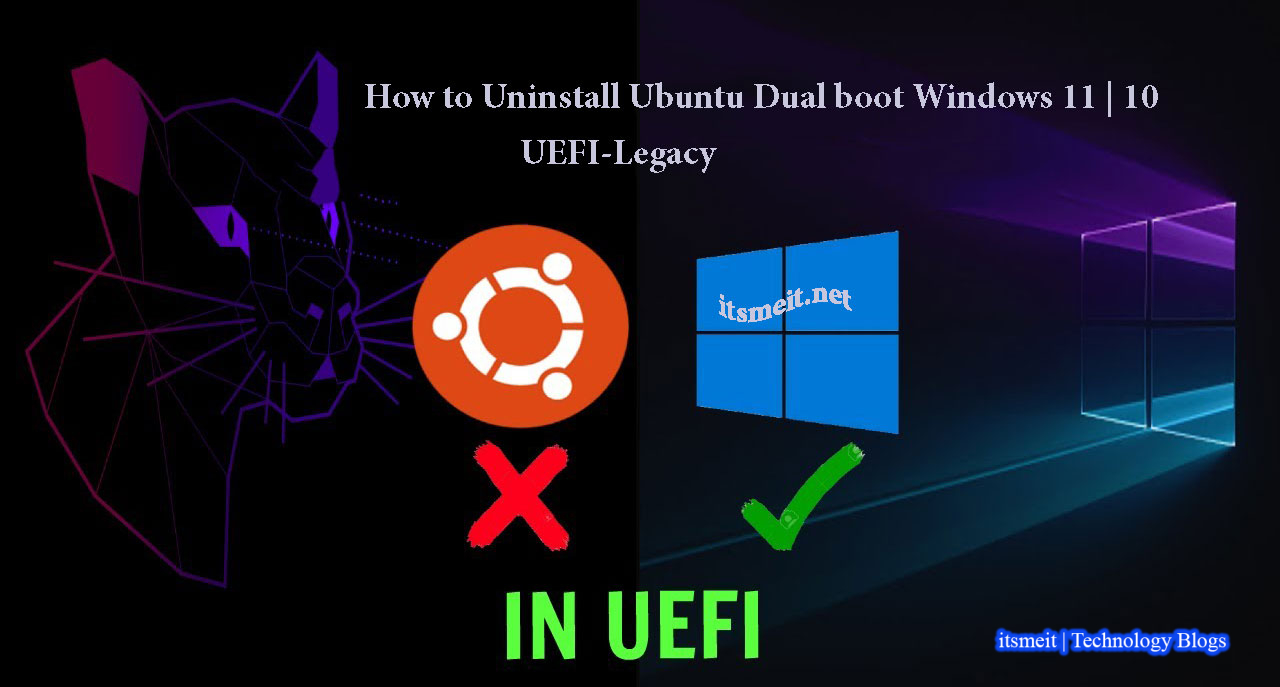 How to Uninstall Ubuntu Dual boot Windows 11 | 10
UEFI-Legacy
itsmeit.net
IN UEFI
itsmeit | Technology Blogs